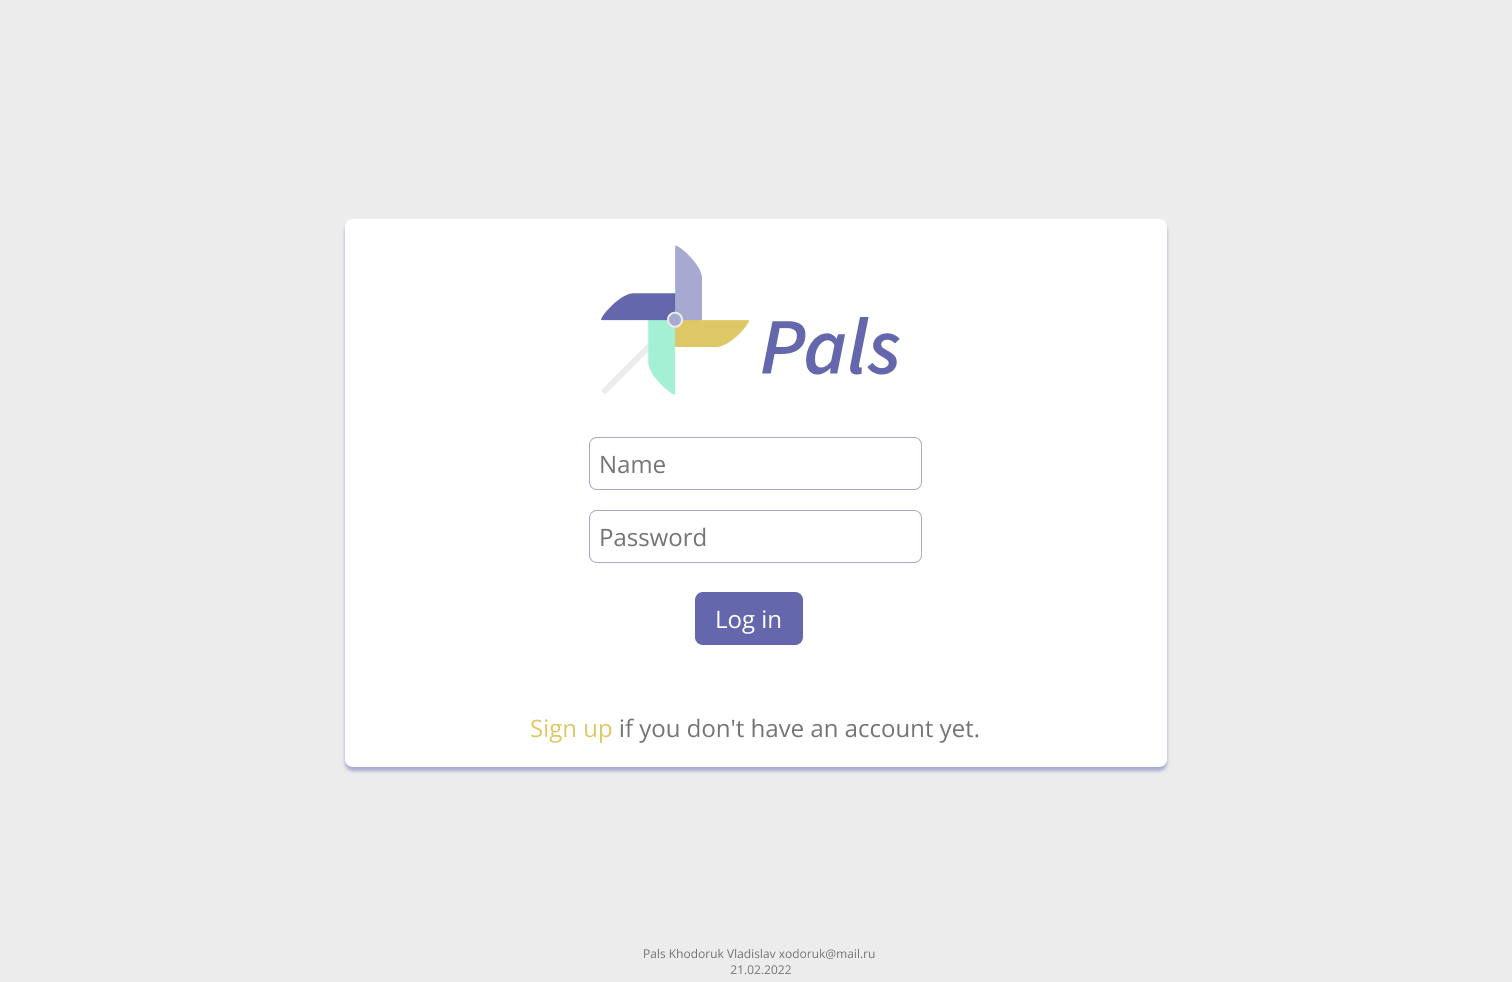 Pals
Name
Password
Log in
Sign up if you don't have an account yet.
Pals Khodoruk Vladislav xodoruk@mail.ru
21.02.2022